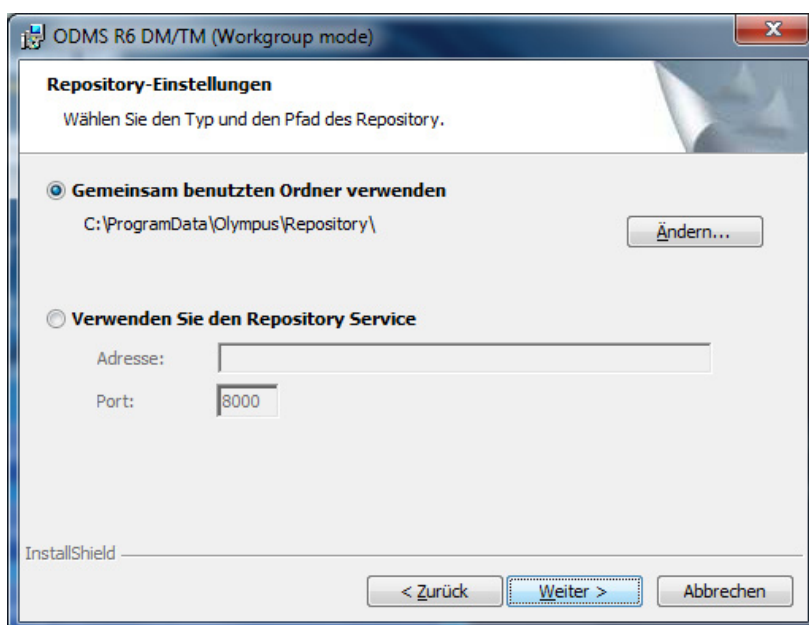 ODMS R6 DM/TM (Workgroup mode)
Repository-Einstellungen
Wählen Sie den Typ und den Pfad des Repository.
Gemeinsam benutzten Ordner verwenden
C:\ProgramData\Olympus\Repository\
Ändern...
Verwenden Sie den Repository Service
Adresse:
Port: 8000
InstallShield
< Zurück Weiter > Abbrechen